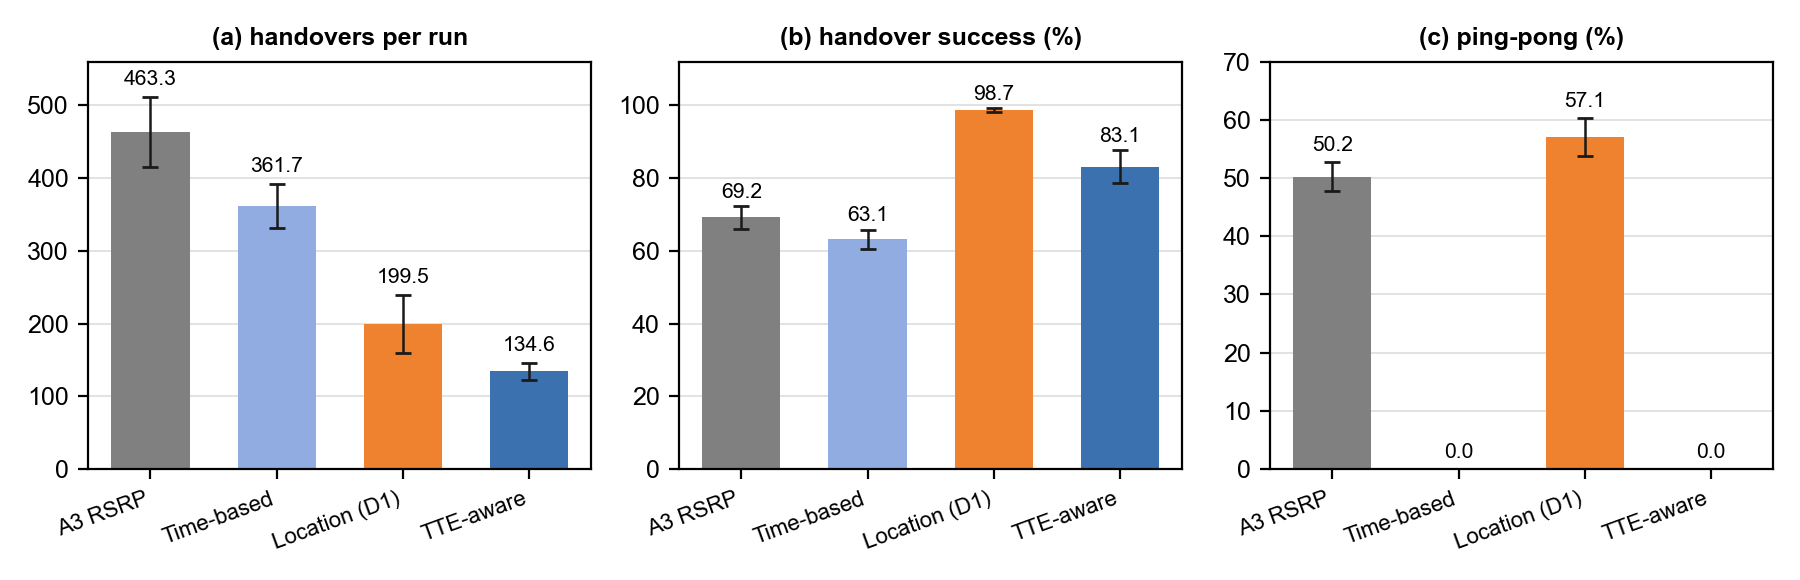 (a) handovers per run
463.3
361.7
199.5
134.6
500
400
300
200
100
0
A3 RSRP
Time-based
Location (D1)
TTE-aware
(b) handover success (%)
98.7
83.1
69.2
63.1
100
80
60
40
20
0
A3 RSRP
Time-based
Location (D1)
TTE-aware
(c) ping-pong (%)
57.1
50.2
0.0
0.0
70
60
50
40
30
20
10
0
A3 RSRP
Time-based
Location (D1)
TTE-aware